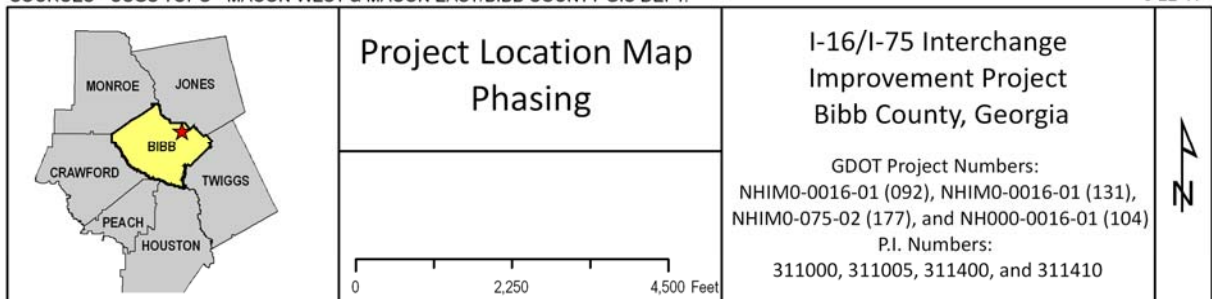 MONROE
JONES
BIBB
CRAWFORD
TWIGGS
PEACH
HOUSTON
Project Location Map
Phasing
0
2,250
4,500 Feet
I-16/I-75 Interchange
Improvement Project
Bibb County, Georgia
GDOT Project Numbers:
NHIM0-0016-01 (092), NHIM0-0016-01 (131),
NHIM0-075-02 (177), and NH000-0016-01 (104)
P.I. Numbers:
311000, 311005, 311400, and 311410
N